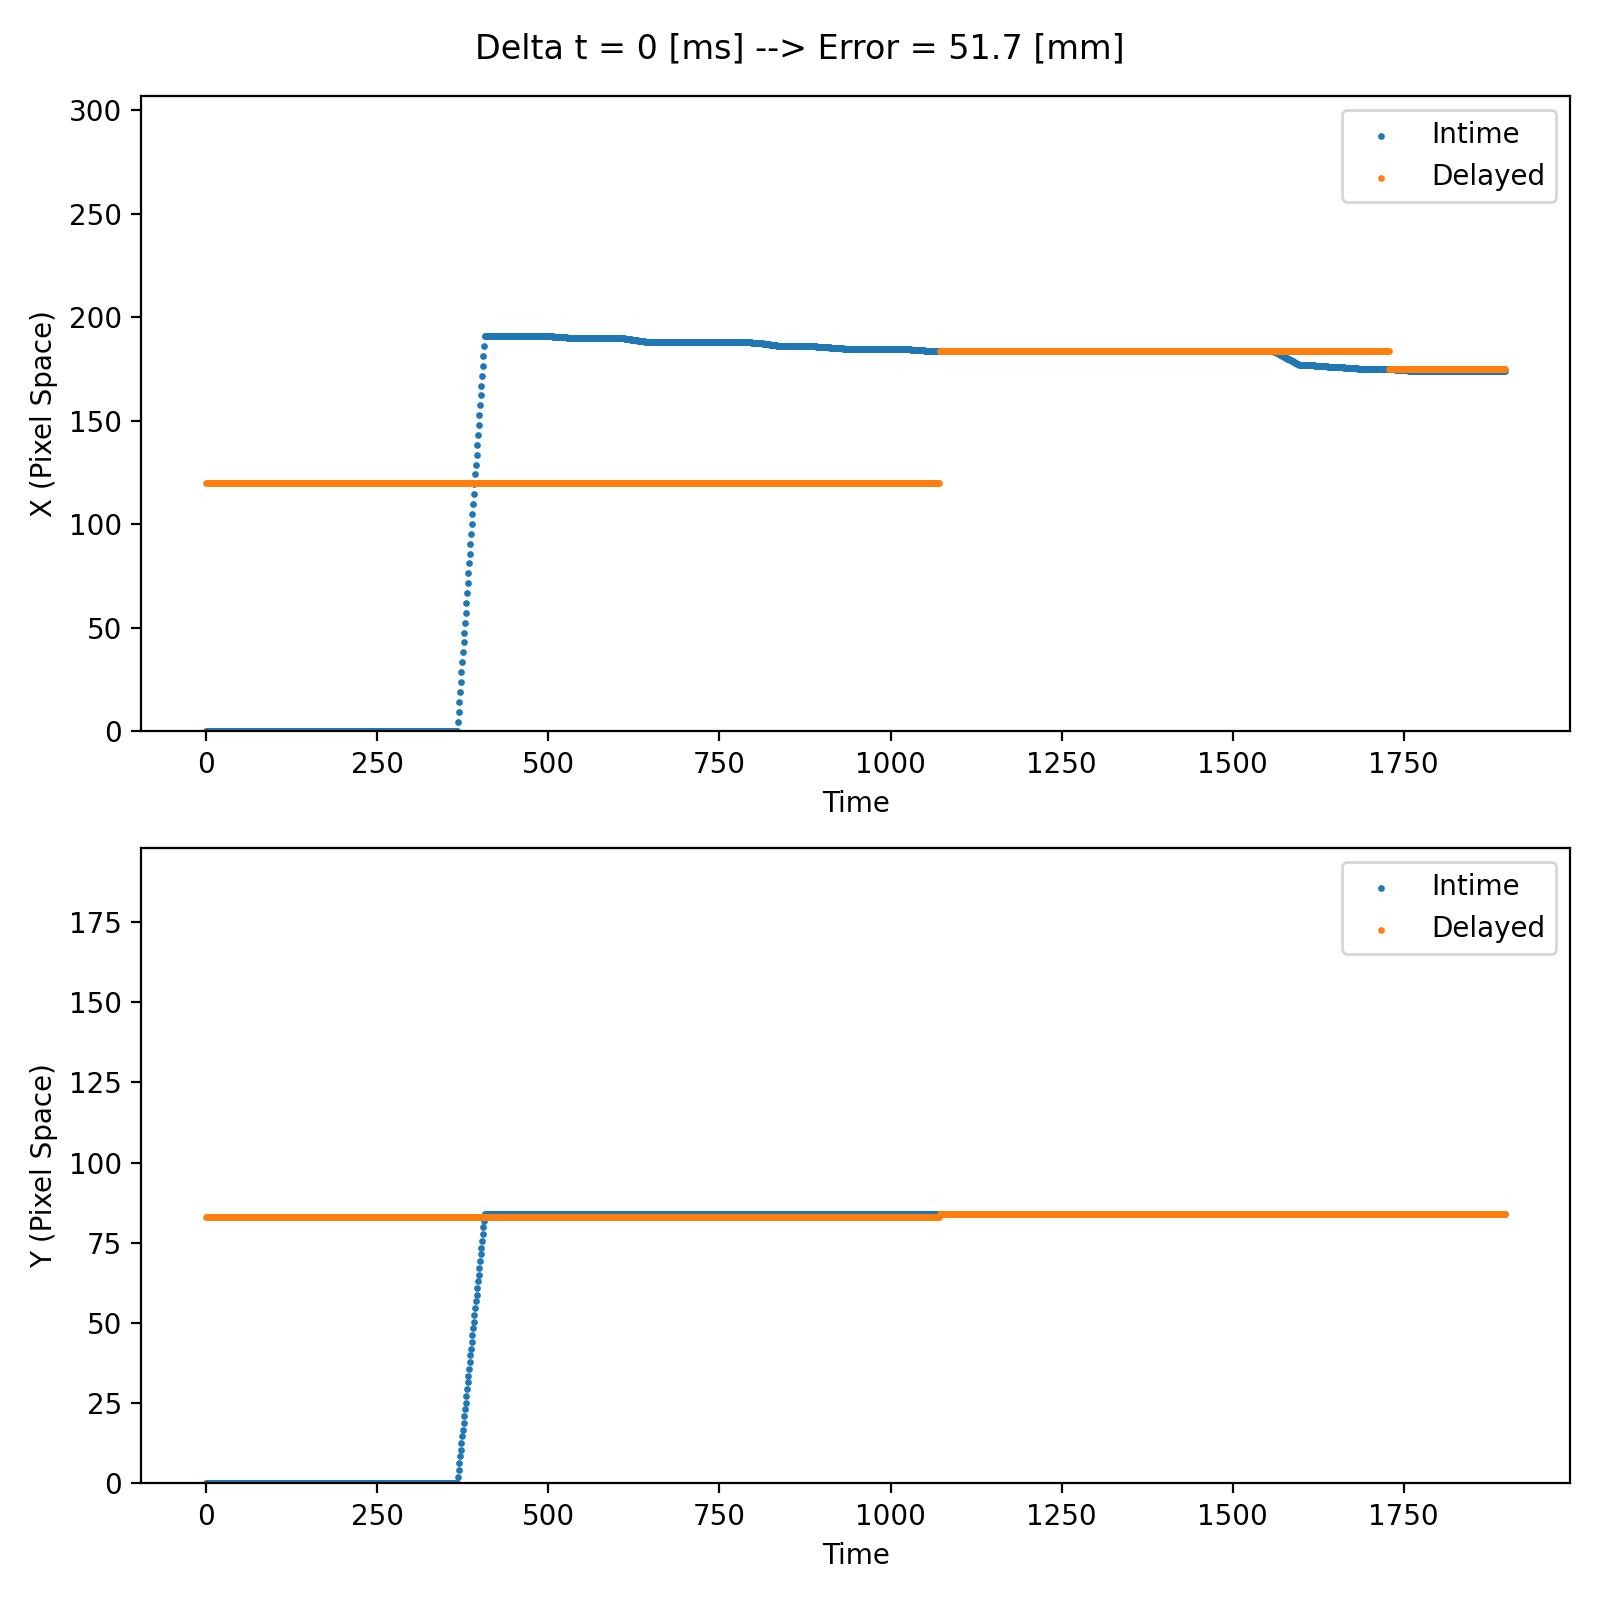 Delta t = 0 [ms] --> Error = 51.7 [mm]
300
250
200
150
100
50
0
X (Pixel Space)
Intime
Delayed
0 250 500 750 1000 1250 1500 1750
Time
175
150
125
100
75
50
25
0
Y (Pixel Space)
Intime
Delayed
0 250 500 750 1000 1250 1500 1750
Time